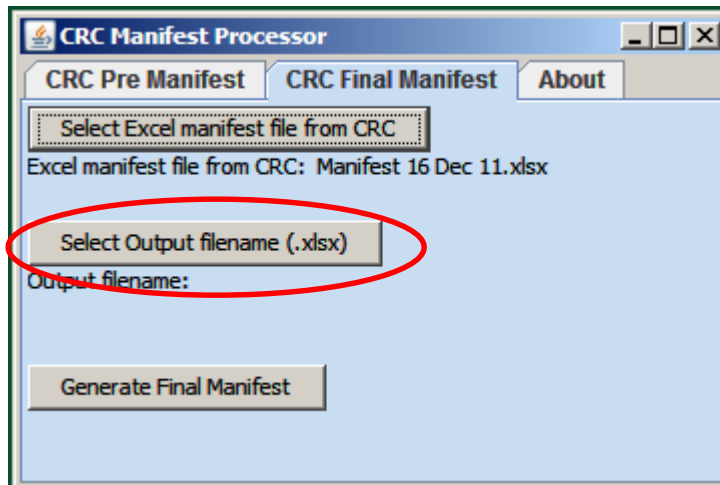 CRC Manifest Processor
CRC Pre Manifest CRC Final Manifest About
Select Excel manifest file from CRC
Excel manifest file from CRC: Manifest 16 Dec 11.xlsx
Select Output filename (.xlsx)
Output filename:
Generate Final Manifest